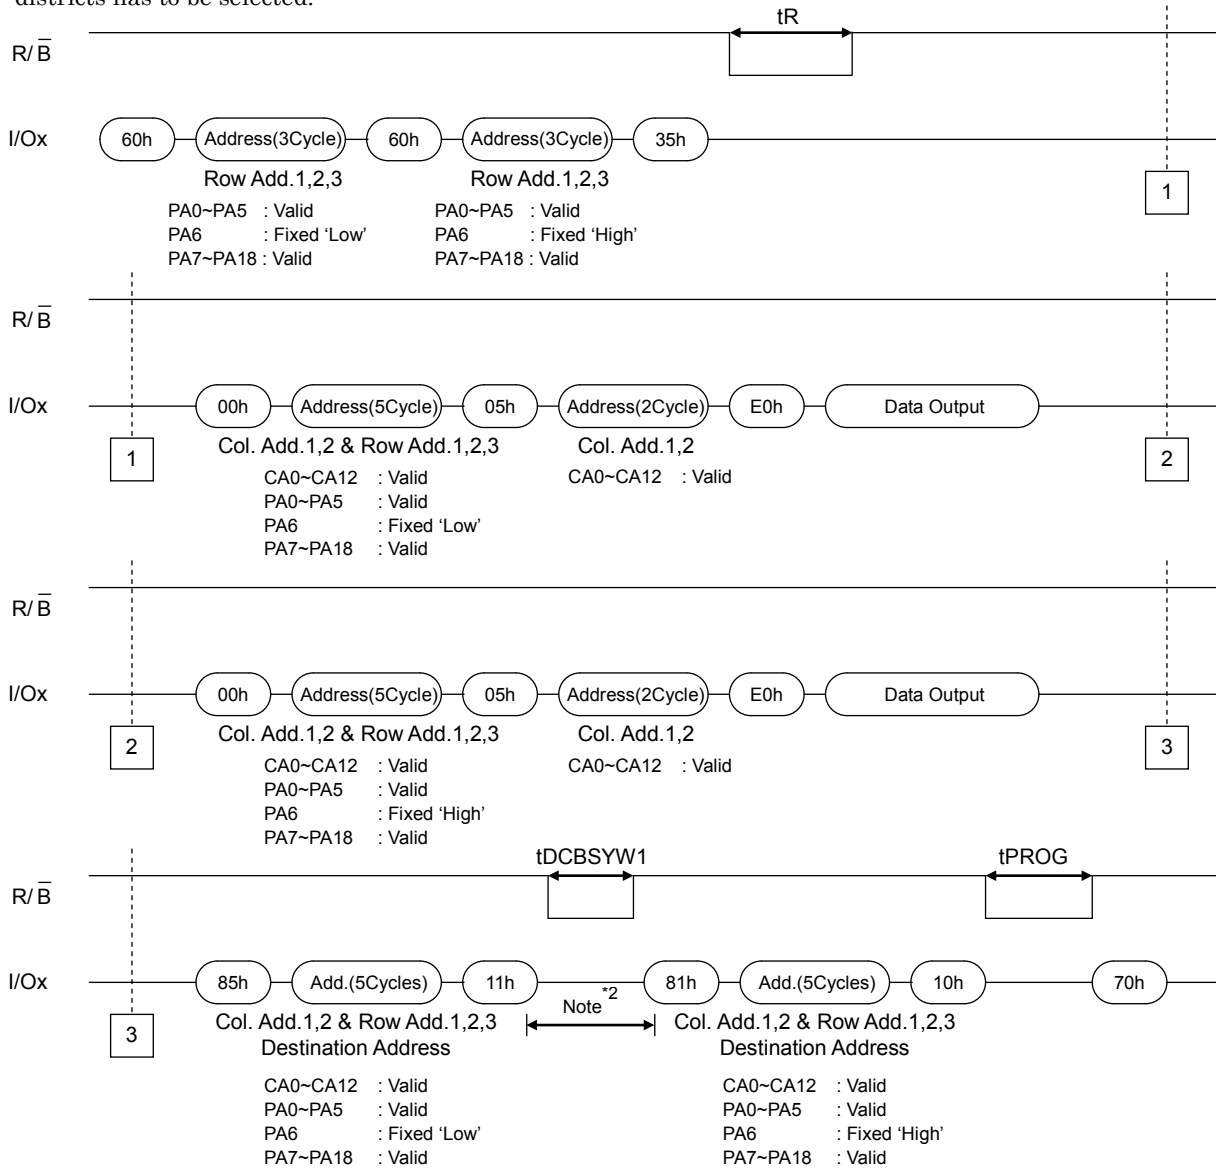 districts has to be selected.
tR
R/B
I/Ox
60h Address(3Cycle) 60h Address(3Cycle) 35h
Row Add.1,2,3 Row Add.1,2,3
1
PA0~PA5 : Valid PA0~PA5 : Valid
PA6 : Fixed ‘Low’ PA6 : Fixed ‘High’
PA7~PA18 : Valid PA7~PA18 : Valid
R/B
I/Ox 00h Address(5Cycle) 05h Address(2Cycle) E0h Data Output
Col. Add.1,2 & Row Add.1,2,3 Col. Add.1,2
1 2
CA0~CA12 : Valid CA0~CA12 : Valid
PA0~PA5 : Valid
PA6 : Fixed ‘Low’
PA7~PA18 : Valid
R/B
I/Ox 00h Address(5Cycle) 05h Address(2Cycle) E0h Data Output
Col. Add.1,2 & Row Add.1,2,3 Col. Add.1,2
2 3
CA0~CA12 : Valid CA0~CA12 : Valid
PA0~PA5 : Valid
PA6 : Fixed ‘High’
PA7~PA18 : Valid
tDCBSYW1 tPROG
R/B
I/Ox 85h Add.(5Cycles) 11h 81h Add.(5Cycles) 10h 70h
Note*2
Col. Add.1,2 & Row Add.1,2,3 Col. Add.1,2 & Row Add.1,2,3
3
Destination Address Destination Address
CA0~CA12 : Valid CA0~CA12 : Valid
PA0~PA5 : Valid PA0~PA5 : Valid
PA6 : Fixed ‘Low’ PA6 : Fixed ‘High’
PA7~PA18 : Valid PA7~PA18 : Valid